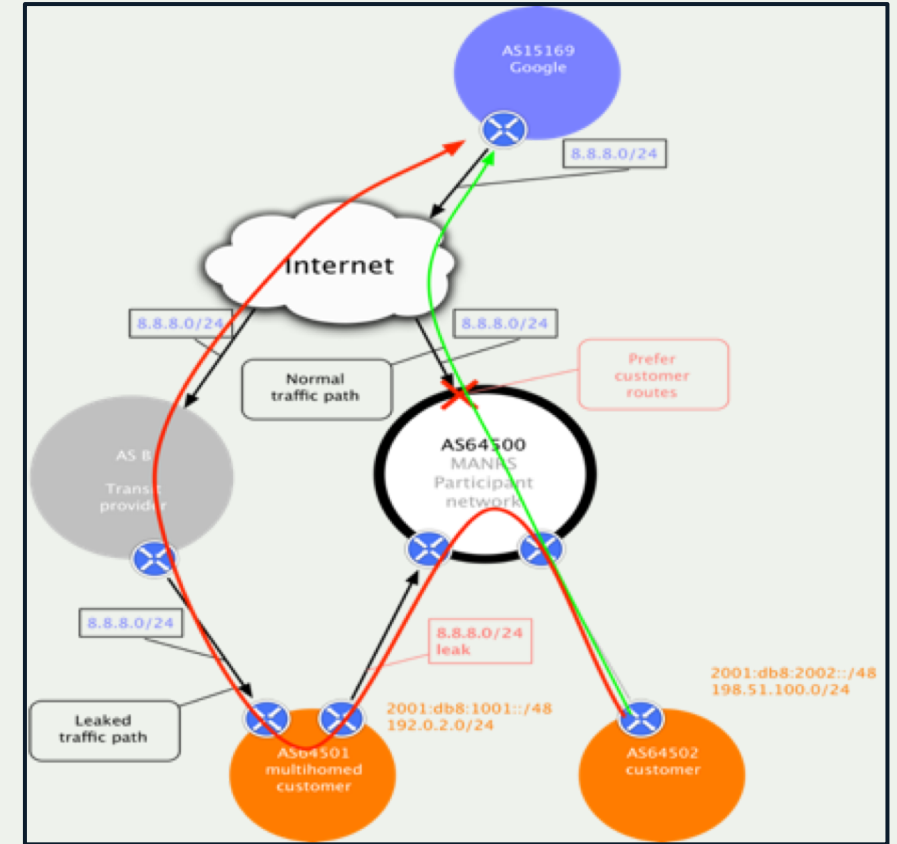 AS15169
Google
8.8.8.0/24
Internet
8.8.8.0/24
8.8.8.0/24
Normal
traffic path
Prefer
customer
routes
AS B
Transit
provider
AS64500
MANRS
Participant
network
8.8.8.0/24
8.8.8.0/24
leak
Leaked
traffic path
2001:db8:1001::/48
192.0.2.0/24
2001:db8:2002::/48
198.51.100.0/24
AS64501
multihomed
customer
AS64502
customer